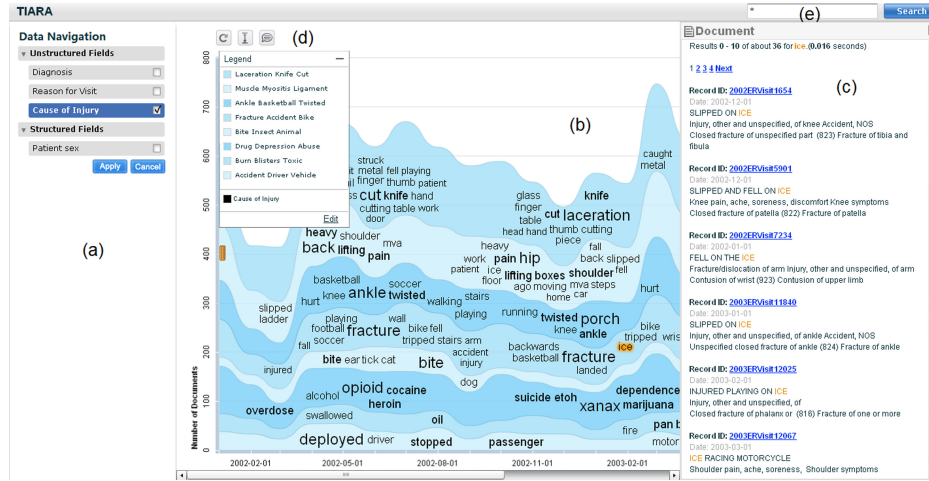 TIARA
*
(e)
Search
Data Navigation
Unstructured Fields
Diagnosis
Reason for Visit
Cause of Injury
Structured Fields
Patient sex
Apply Cancel
(a)
(d)
Legend
Laceration Knife Cut
Muscle Myositis Ligament
Ankle Basketball Twisted
Fracture Accident Bike
Bite Insect Animal
Drug Depression Abuse
Burn Blisters Toxic
Accident Driver Vehicle
Cause of Injury
Edit
(b)
Number of Documents
0
100
200
300
400
500
600
700
800
struck
metal fell playing
finger thumb patient
cut knife hand
cutting table work
door
heavy shoulder
back lifting mva
pain
basketball soccer
hurt knee ankle twisted
walking stairs
playing
slipped
ladder
playing wall
football fracture bike fell
fall soccer tripped stairs arm
accident
injury
injured
bite ear tick cat bite
dog
alcohol opioid cocaine
heroin
overdose
swallowed
oil
deployed driver stopped passenger
glass
finger
table
head hand
cut laceration
knife
thumb cutting
piece
caught
metal
heavy
work
patient ice
floor
pain hip
fall
back slipped
fell
lifting boxes shoulder
ago moving mva steps
home car
hurt
running twisted porch
knee ankle
backwards
basketball fracture
landed
ice
bike
tripped wris
suicide etoh
xanax
dependence
marijuana
fire
pan b
motor
2002-02-01 2002-05-01 2002-08-01 2002-11-01 2003-02-01
Document
Results 0 - 10 of about 36 for ice.(0.016 seconds)
1 2 3 4 Next
(c)
Record ID: 2002ERVisit1654
Date: 2002-12-01
SLIPPED ON ICE
Injury, other and unspecified, of knee Accident, NOS
Closed fracture of unspecified part (823) Fracture of tibia and
fibula
Record ID: 2002ERVisit5901
Date: 2002-12-01
SLIPPED AND FELL ON ICE
Knee pain, ache, soreness, discomfort Knee symptoms
Closed fracture of patella (822) Fracture of patella
Record ID: 2002ERVisit7234
Date: 2002-01-01
FELL ON THE ICE
Fracture/dislocation of arm Injury, other and unspecified, of arm
Contusion of wrist (923) Contusion of upper limb
Record ID: 2003ERVisit11840
Date: 2003-01-01
SLIPPED ON ICE
Injury, other and unspecified, of ankle Accident, NOS
Unspecified closed fracture of ankle (824) Fracture of ankle
Record ID: 2003ERVisit12025
Date: 2003-02-01
INJURED PLAYING ON ICE
Injury, other and unspecified, of
Closed fracture of phalanx or (816) Fracture of one or more
Record ID: 2003ERVisit12067
Date: 2003-03-01
ICE RACING MOTORCYCLE
Shoulder pain, ache, soreness, Shoulder symptoms